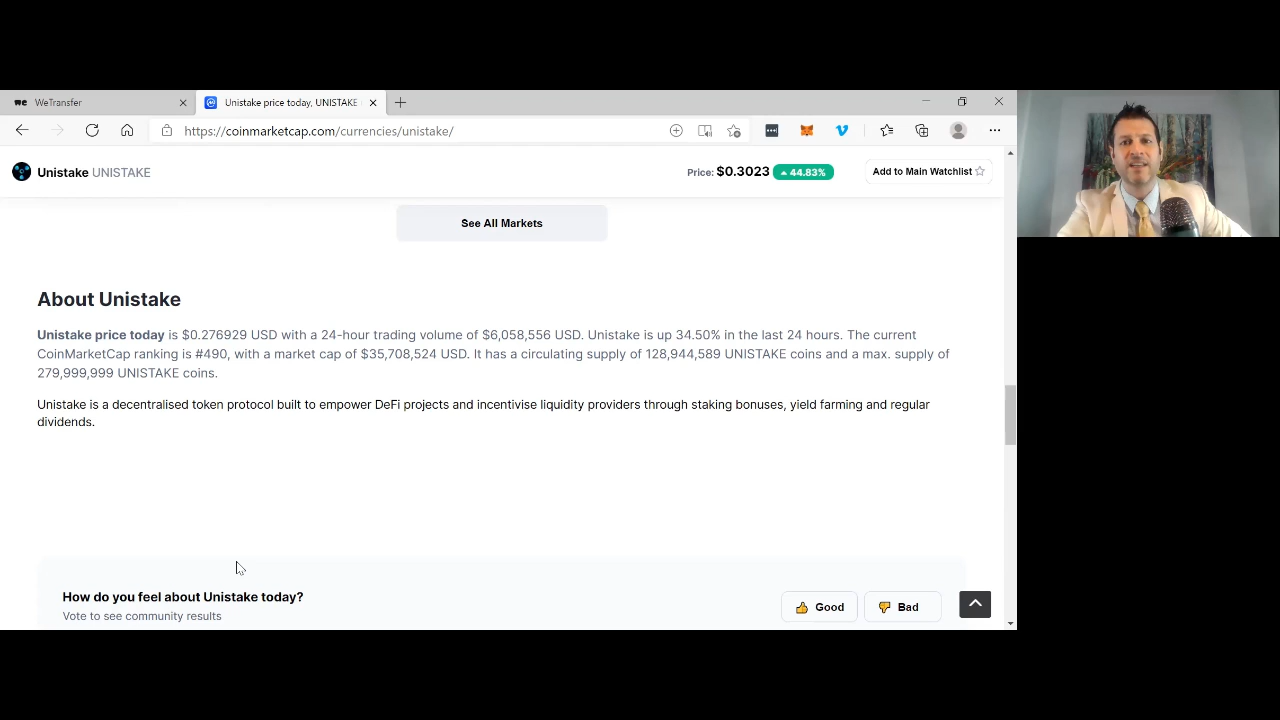 WeTransfer
Unistake price today, UNISTAKE
https://coinmarketcap.com/currencies/unistake/
Unistake UNISTAKE
Price: $0.3023 44.83%
Add to Main Watchlist
See All Markets
About Unistake
Unistake price today is $0.276929 USD with a 24-hour trading volume of $6,058,556 USD. Unistake is up 34.50% in the last 24 hours. The current
CoinMarketCap ranking is #490, with a market cap of $35,708,524 USD. It has a circulating supply of 128,944,589 UNISTAKE coins and a max. supply of
279,999,999 UNISTAKE coins.
Unistake is a decentralised token protocol built to empower DeFi projects and incentivise liquidity providers through staking bonuses, yield farming and regular
dividends.
How do you feel about Unistake today?
Vote to see community results
Good
Bad